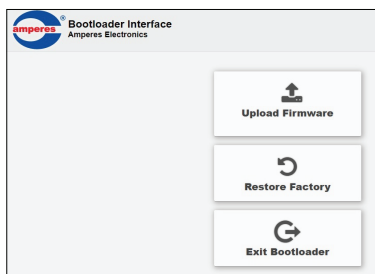 amperes
®
Bootloader Interface
Amperes Electronics
Upload Firmware
Restore Factory
Exit Bootloader